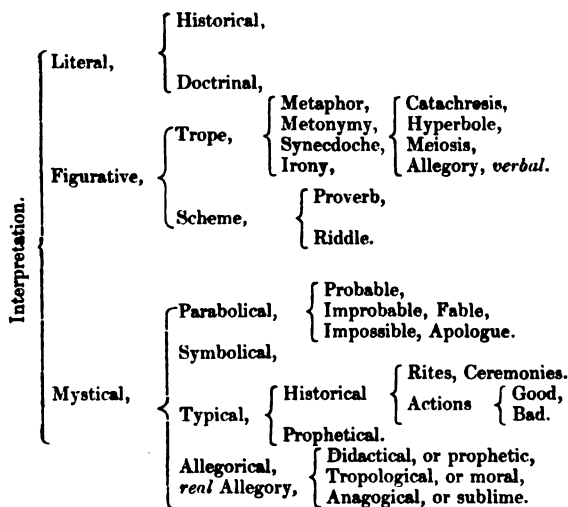 Interpretation.
Literal,
Historical,
Doctrinal,
Figurative,
Trope,
Metaphor,
Metonymy,
Synecdoche,
Irony,
Catachresis,
Hyperbole
Meiosis,
Allegory, verbal.
Scheme,
Proverb,
Riddle.
Mystical,
Parabolical,
Probable,
Improbable, Fable,
Impossible, Apologue.
Symbolical,
Typical,
Historical
Rites, Ceremonies.
Actions
Good,
Bad.
Prophetical.
Allegorical,
real Allegory,
Didactical, or prophetic,
Tropological, or moral,
Anagogical, or sublime.